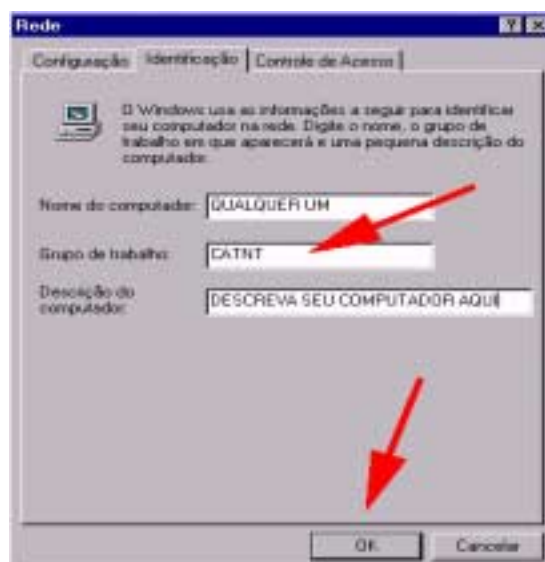 Rede
Configuração Identificação Controle de Acesso
O Windows usa as informações a seguir para identificar
seu computador na rede. Digite o nome, o grupo de
trabalho em que aparecerá e uma pequena descrição do
computador.
Nome do computador: QUALQUER UM
Grupo de trabalho: CATNT
Descrição do
computador: DESCREVA SEU COMPUTADOR AQUI
OK Cancelar